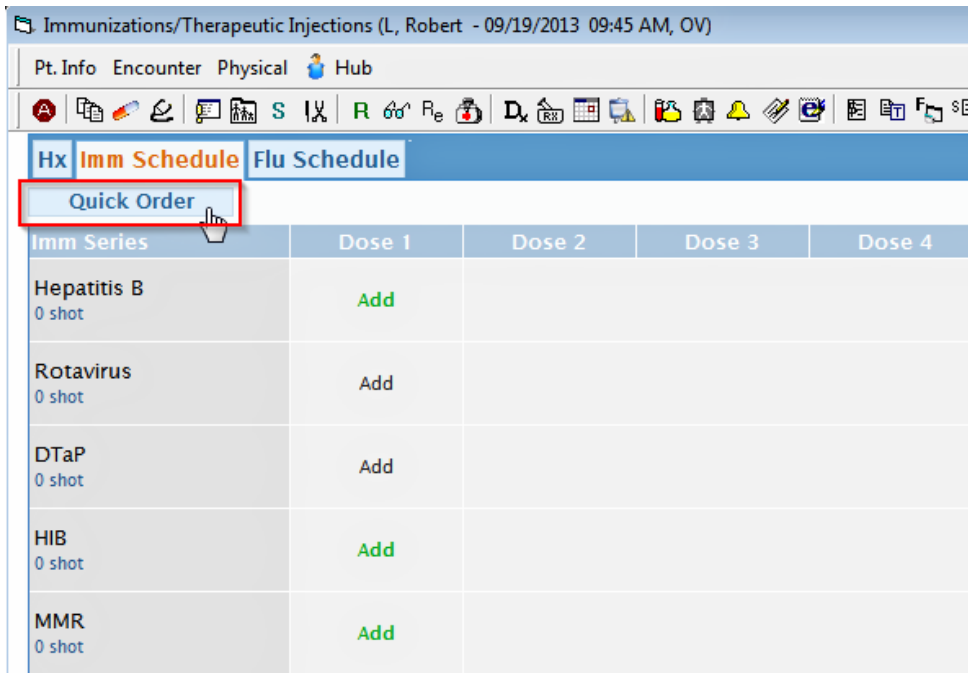 Immunizations/Therapeutic Injections (L, Robert - 09/19/2013 09:45 AM, OV)
Pt. Info Encounter Physical Hub
A S R Re Dx RX T F S
Hx Imm Schedule Flu Schedule
Quick Order
Imm Series Dose 1 Dose 2 Dose 3 Dose 4
Hepatitis B
0 shot
Add
Rotavirus
0 shot
Add
DTaP
0 shot
Add
HIB
0 shot
Add
MMR
0 shot
Add